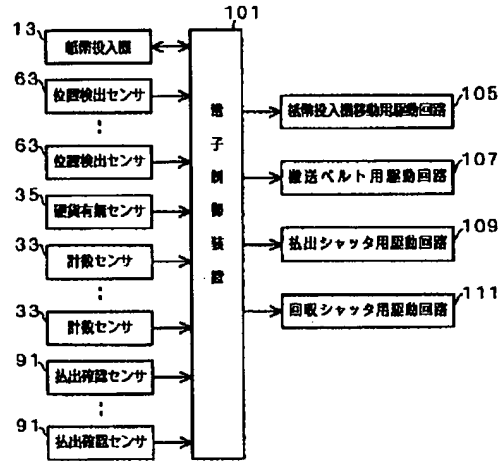 101
13
紙幣投入機
63
位置検出センサ
63
位置検出センサ
35
硬貨有無センサ
33
計数センサ
33
計数センサ
91
払出確認センサ
91
払出確認センサ
電子制御装置
105
紙幣投入機移動用駆動回路
107
搬送ベルト用駆動回路
109
払出シャッタ用駆動回路
111
回収シャッタ用駆動回路